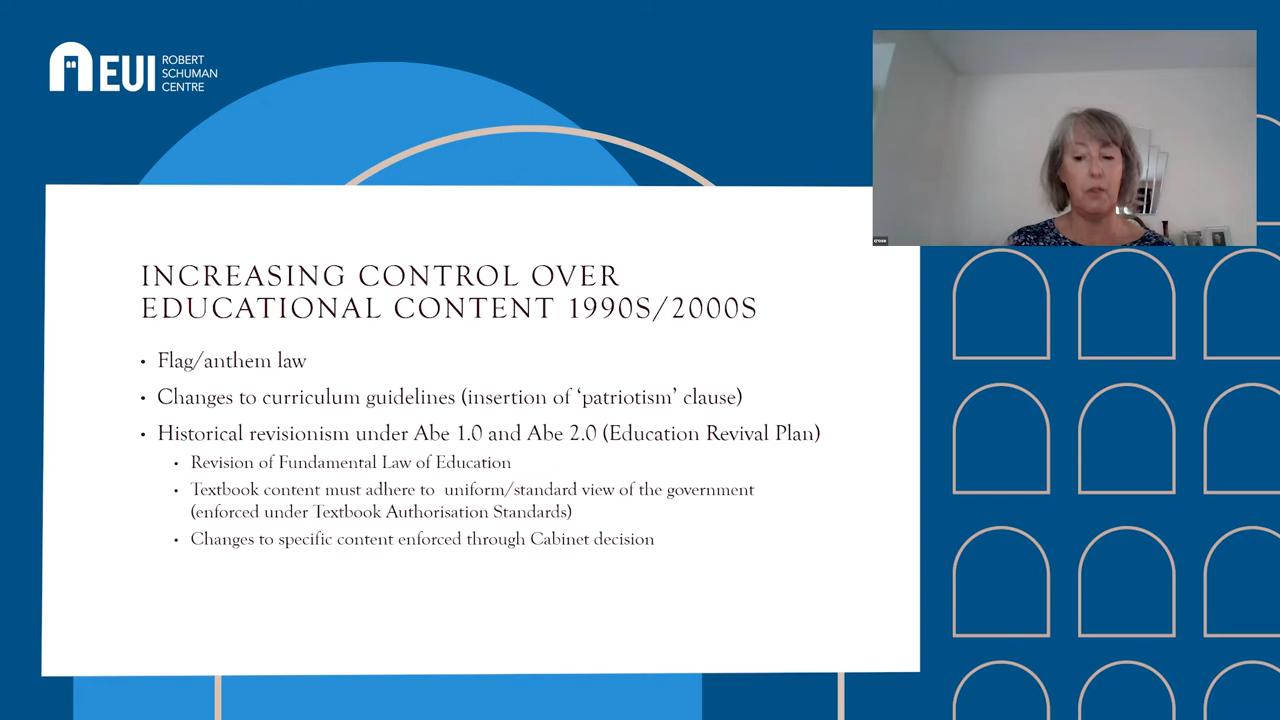 EUI
ROBERT
SCHUMAN
CENTRE
INCREASING CONTROL OVER
EDUCATIONAL CONTENT 1990S/2000S
• Flag/anthem law
• Changes to curriculum guidelines (insertion of ‘patriotism’ clause)
• Historical revisionism under Abe 1.0 and Abe 2.0 (Education Revival Plan)
• Revision of Fundamental Law of Education
• Textbook content must adhere to  uniform/standard view of the government
(enforced under Textbook Authorisation Standards)
• Changes to specific content enforced through Cabinet decision